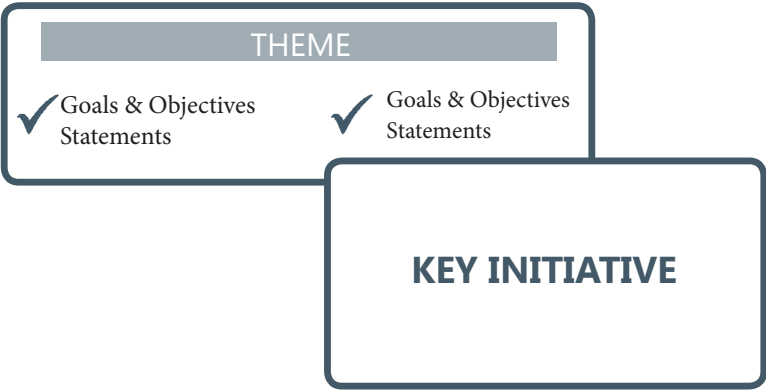 THEME
Goals & Objectives
Statements
Goals & Objectives
Statements
KEY INITIATIVE